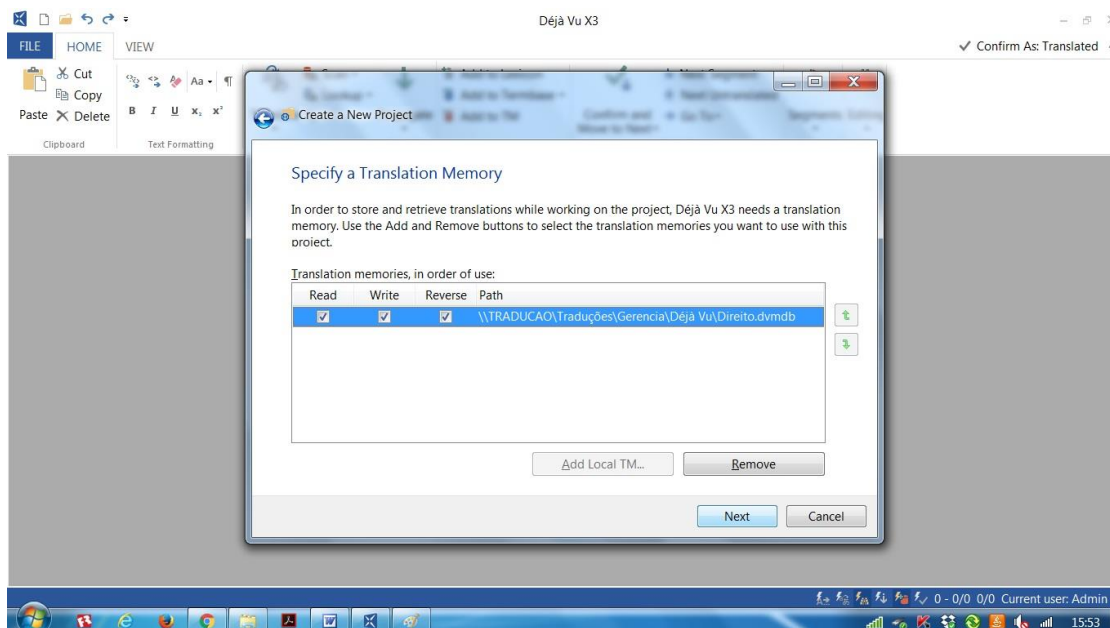 Déjà Vu X3
FILE HOME VIEW
Confirm As: Translated
Paste
Cut
Copy
Delete
Aa
B I U x₂ x²
Clipboard
Text Formatting
Create a New Project
Specify a Translation Memory
In order to store and retrieve translations while working on the project, Déjà Vu X3 needs a translation
memory. Use the Add and Remove buttons to select the translation memories you want to use with this
project.
Translation memories, in order of use:
Read Write Reverse Path
\\TRADUCAO\Traduções\Gerencia\Déjà Vu\Direito.dvmdb
Add Local TM...
Remove
Next
Cancel
0 - 0/0 0/0 Current user: Admin
15:53